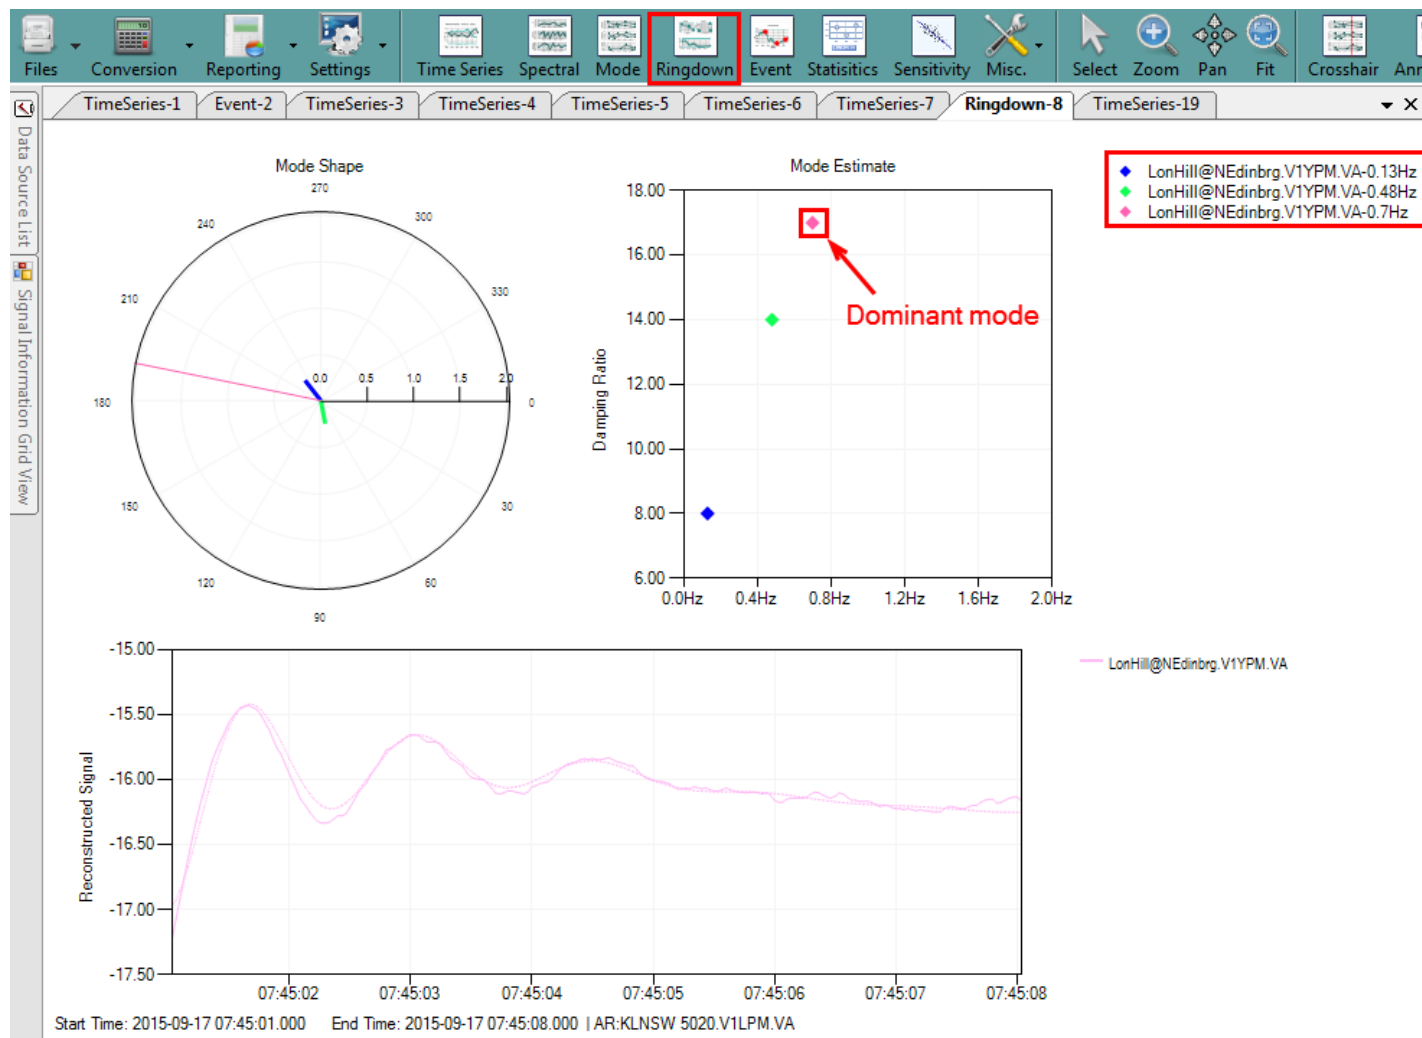 Files Conversion Reporting Settings Time Series Spectral Mode Ringdown Event Statisitics Sensitivity Misc. Select Zoom Pan Fit Crosshair Ann
TimeSeries-1 Event-2 TimeSeries-3 TimeSeries-4 TimeSeries-5 TimeSeries-6 TimeSeries-7 Ringdown-8 TimeSeries-19
Data Source List
Signal Information Grid View
Mode Shape
270
240 300
210 330
180 0.0 0.5 1.0 1.5 2.0 0
150 30
120 60
90
Mode Estimate
18.00
16.00
14.00
12.00
10.00
8.00
6.00
Damping Ratio
0.0Hz 0.4Hz 0.8Hz 1.2Hz 1.6Hz 2.0Hz
Dominant mode
LonHill@NEdinbrg.V1YPM.VA-0.13Hz
LonHill@NEdinbrg.V1YPM.VA-0.48Hz
LonHill@NEdinbrg.V1YPM.VA-0.7Hz
-15.00
-15.50
-16.00
-16.50
-17.00
-17.50
Reconstructed Signal
07:45:02 07:45:03 07:45:04 07:45:05 07:45:06 07:45:07 07:45:08
LonHill@NEdinbrg.V1YPM.VA
Start Time: 2015-09-17 07:45:01.000 End Time: 2015-09-17 07:45:08.000 | AR:KLNSW 5020.V1LPM.VA